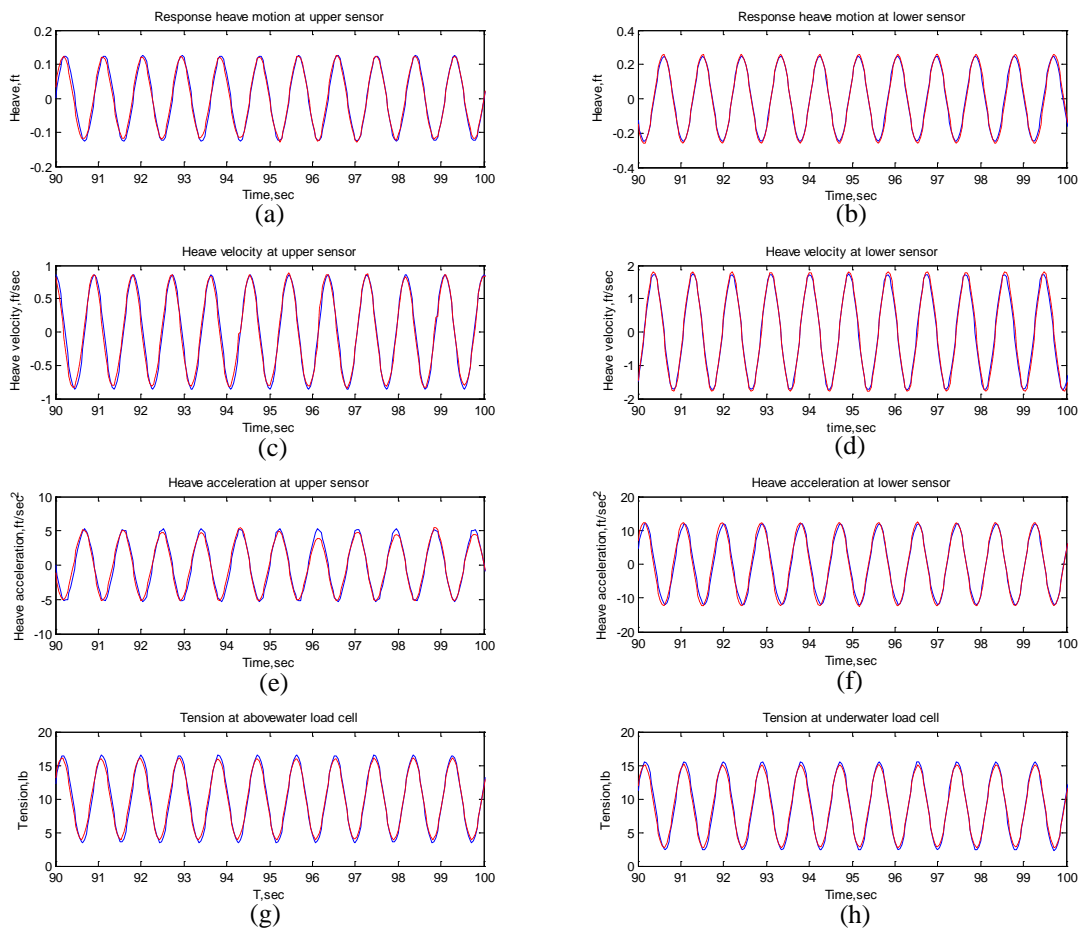 Response heave motion at upper sensor
Heave,ft
0.2
0.1
0
-0.1
-0.2
90 91 92 93 94 95 96 97 98 99 100
Time,sec
(a)
Response heave motion at lower sensor
Heave,ft
0.4
0.2
0
-0.2
-0.4
90 91 92 93 94 95 96 97 98 99 100
Time,sec
(b)
Heave velocity at upper sensor
Heave velocity,ft/sec
1
0.5
0
-0.5
-1
90 91 92 93 94 95 96 97 98 99 100
Time,sec
(c)
Heave velocity at lower sensor
Heave velocity,ft/sec
2
1
0
-1
-2
90 91 92 93 94 95 96 97 98 99 100
time,sec
(d)
Heave acceleration at upper sensor
Heave acceleration,ft/sec²
10
5
0
-5
-10
90 91 92 93 94 95 96 97 98 99 100
Time,sec
(e)
Heave acceleration at lower sensor
Heave acceleration,ft/sec²
20
10
0
-10
-20
90 91 92 93 94 95 96 97 98 99 100
Time,sec
(f)
Tension at abovewater load cell
Tension,lb
20
15
10
5
0
90 91 92 93 94 95 96 97 98 99 100
T,sec
(g)
Tension at underwater load cell
Tension,lb
20
15
10
5
0
90 91 92 93 94 95 96 97 98 99 100
Time,sec
(h)